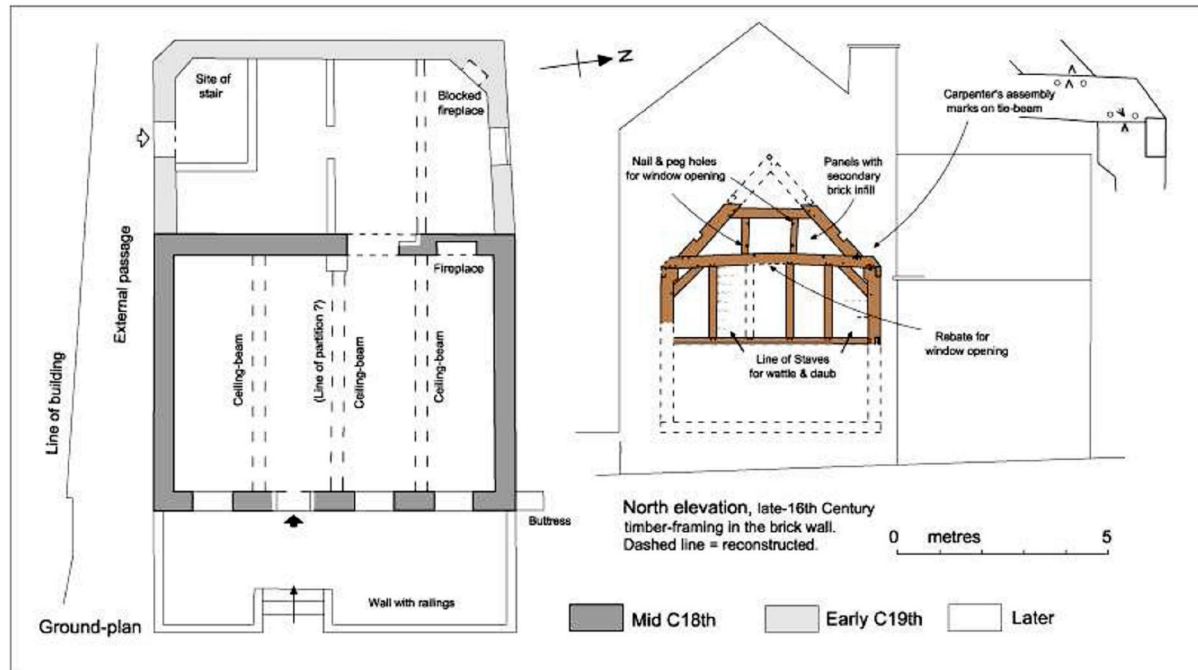 Site of
stair
Blocked
fireplace
N
External passage
Line of building
Fireplace
Ceiling-beam
(Line of partition ?)
Ceiling-beam
Ceiling-beam
Buttress
Wall with railings
Ground-plan
Carpenter's assembly
marks on tie-beam
Nail & peg holes
for window opening
Panels with
secondary
brick infill
Rebate for
window opening
Line of Staves
for wattle & daub
North elevation, late-16th Century
timber-framing in the brick wall.
Dashed line = reconstructed.
0 metres 5
Mid C18th
Early C19th
Later